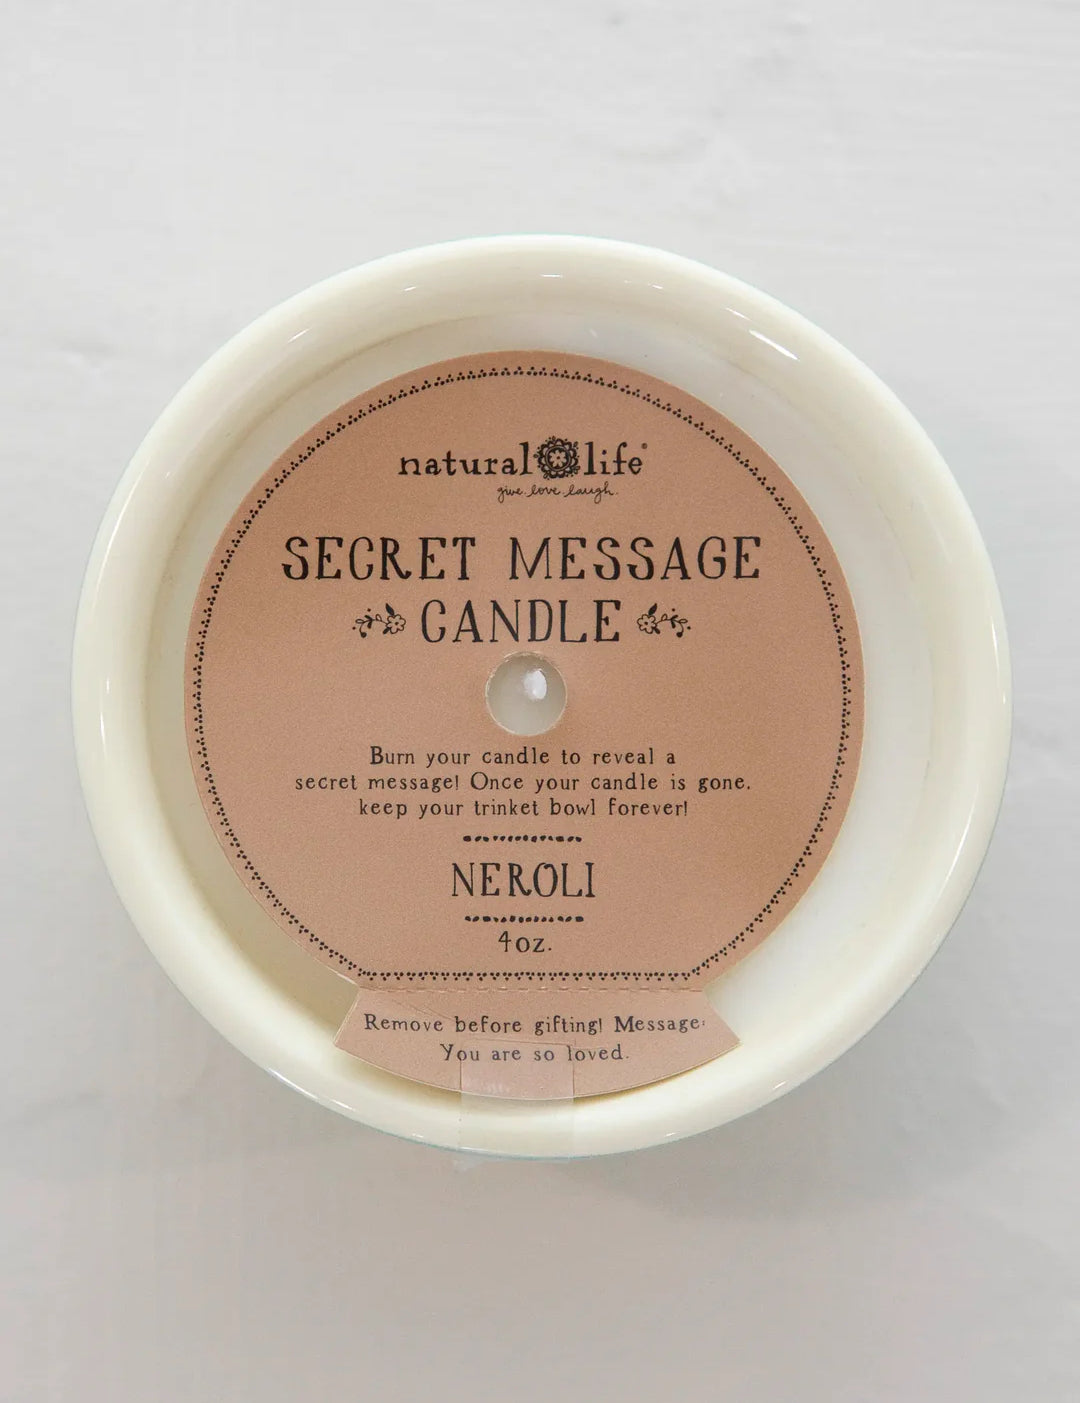 natural life®
give. love. laugh.
SECRET MESSAGE
CANDLE
Burn your candle to reveal a
secret message! Once your candle is gone,
keep your trinket bowl forever!
NEROLI
4oz.
Remove before gifting! Message:
You are so loved.